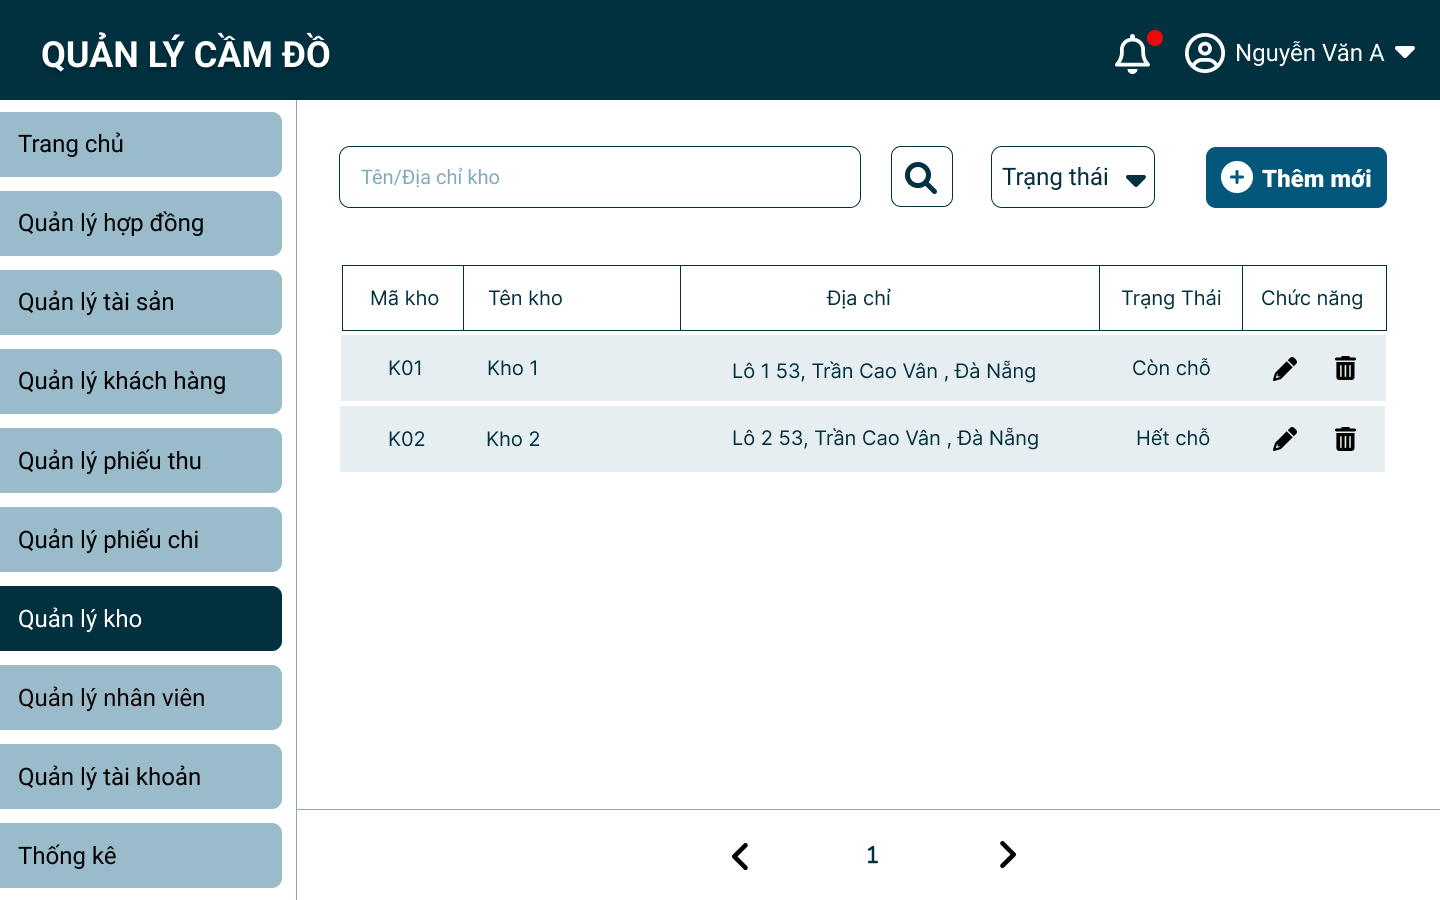 QUẢN LÝ CẦM ĐỒ
Nguyễn Văn A
Trang chủ
Quản lý hợp đồng
Quản lý tài sản
Quản lý khách hàng
Quản lý phiếu thu
Quản lý phiếu chi
Quản lý kho
Quản lý nhân viên
Quản lý tài khoản
Thống kê
Tên/Địa chỉ kho
Trạng thái
Thêm mới
Mã kho Tên kho Địa chỉ Trạng Thái Chức năng
K01 Kho 1 Lô 1 53, Trần Cao Vân , Đà Nẵng Còn chỗ
K02 Kho 2 Lô 2 53, Trần Cao Vân , Đà Nẵng Hết chỗ
1